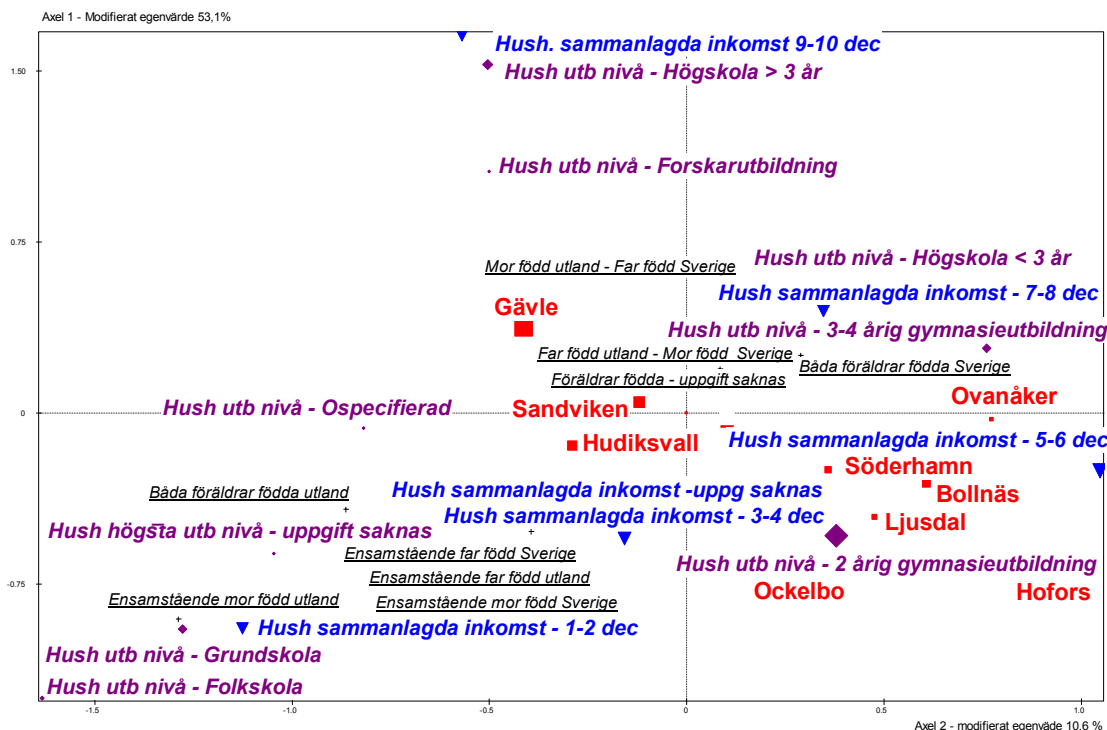 Axel 1 - Modifierat egenvärde 53,1%
Hush. sammanlagda inkomst 9-10 dec
Hush utb nivå - Högskola > 3 år
1.50
Hush utb nivå - Forskarutbildning
0.75
Mor född utland - Far född Sverige
Hush utb nivå - Högskola < 3 år
Hush sammanlagda inkomst - 7-8 dec
Gävle
Hush utb nivå - 3-4 årig gymnasieutbildning
Far född utland - Mor född Sverige
Båda föräldrar födda Sverige
Föräldrar födda - uppgift saknas
Ovanåker
Hush utb nivå - Ospecifierad
Sandviken
0
Hudiksvall
Hush sammanlagda inkomst - 5-6 dec
Söderhamn
Båda föräldrar födda utland
Hush sammanlagda inkomst -uppg saknas
Bollnäs
Hush sammanlagda inkomst - 3-4 dec
Ljusdal
Hush högsta utb nivå - uppgift saknas
Ensamstående far född Sverige
Hush utb nivå - 2 årig gymnasieutbildning
-0.75
Ensamstående far född utland
Ockelbo
Hofors
Ensamstående mor född utland
Ensamstående mor född Sverige
Hush sammanlagda inkomst - 1-2 dec
Hush utb nivå - Grundskola
Hush utb nivå - Folkskola
-1.5
-1.0
-0.5
0
0.5
1.0
Axel 2 - modifierat egenväde 10.6 %